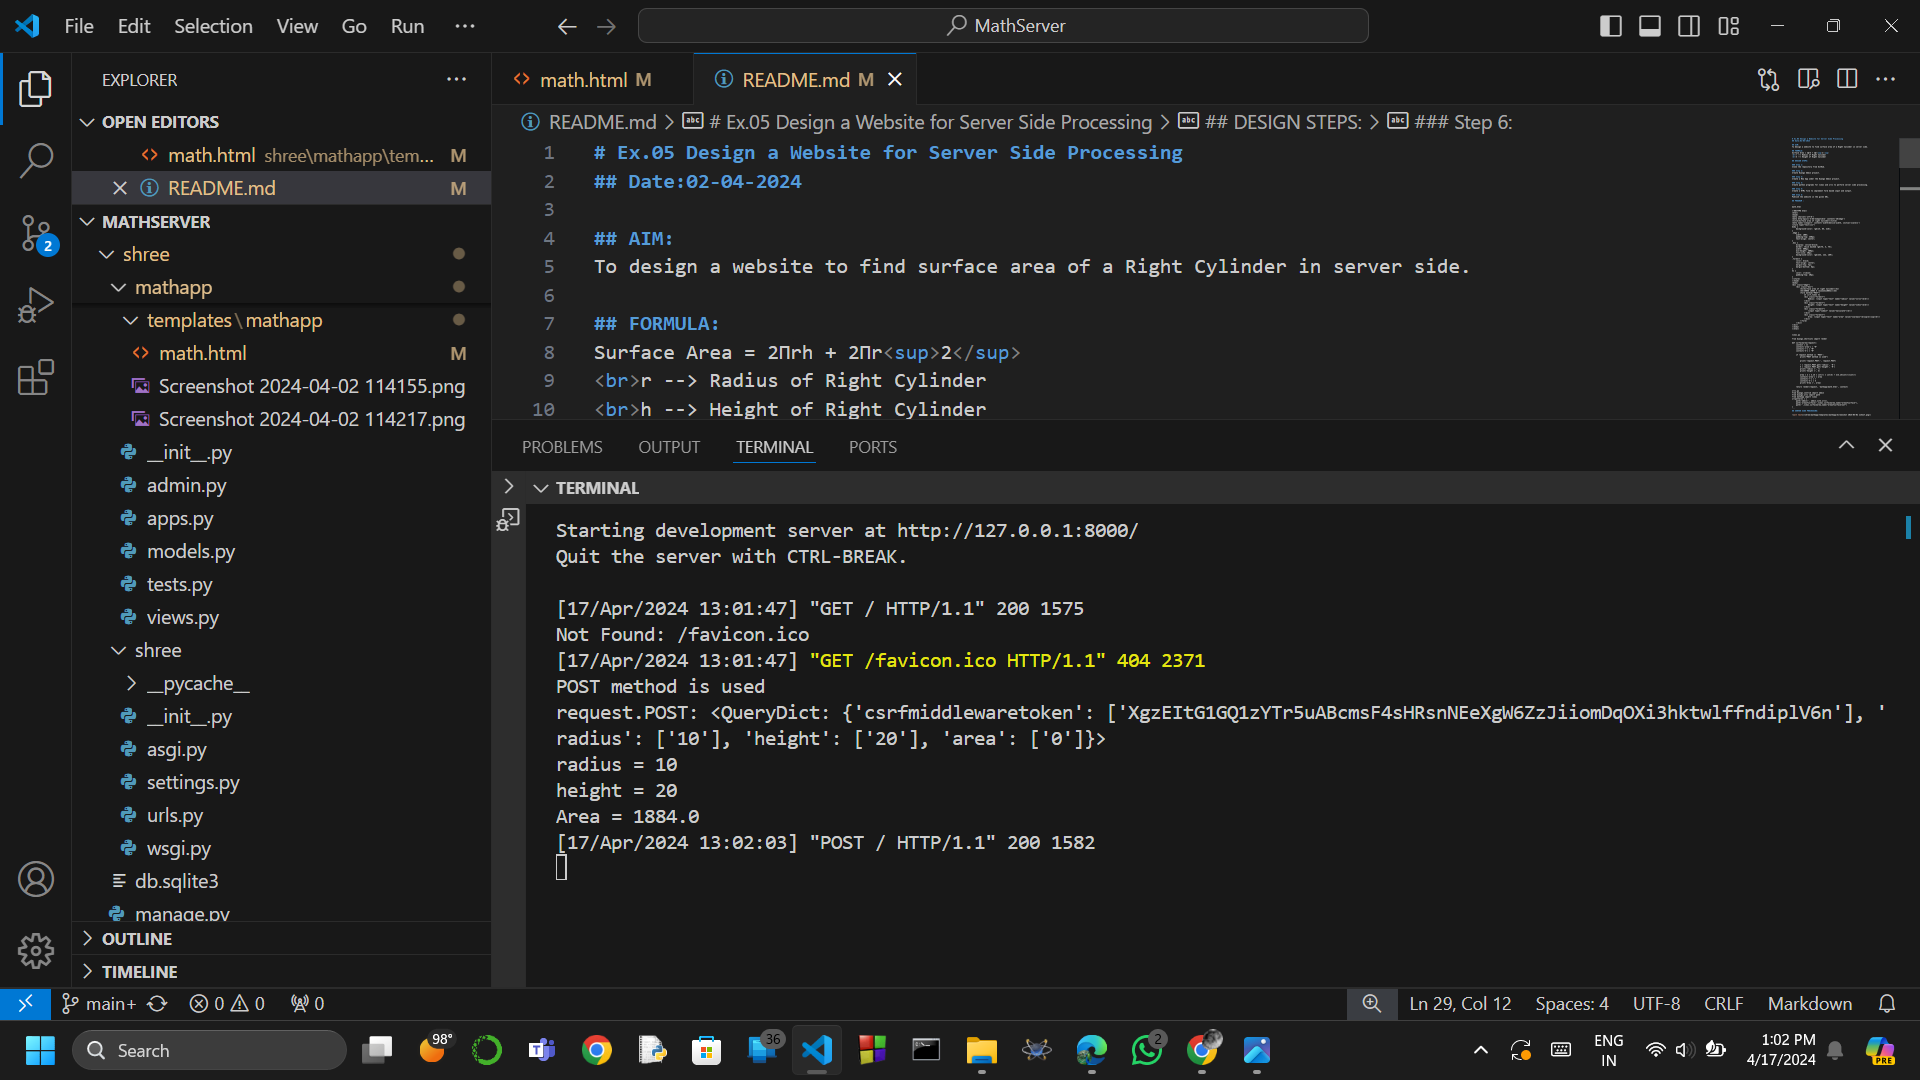 File Edit Selection View Go Run ···
MathServer
EXPLORER
OPEN EDITORS
math.html shree\mathapp\tem... M
README.md M
MATHSERVER
shree
mathapp
templates\mathapp
math.html M
Screenshot 2024-04-02 114155.png
Screenshot 2024-04-02 114217.png
__init__.py
admin.py
apps.py
models.py
tests.py
views.py
shree
__pycache__
__init__.py
asgi.py
settings.py
urls.py
wsgi.py
db.sqlite3
manage.py
OUTLINE
TIMELINE
2
math.html M
README.md M
README.md > # Ex.05 Design a Website for Server Side Processing > ## DESIGN STEPS: > ### Step 6:
1 # Ex.05 Design a Website for Server Side Processing
2 ## Date:02-04-2024
3
4 ## AIM:
5 To design a website to find surface area of a Right Cylinder in server side.
6
7 ## FORMULA:
8 Surface Area = 2Πrh + 2Πr<sup>2</sup>
9 <br>r --> Radius of Right Cylinder
10 <br>h --> Height of Right Cylinder
PROBLEMS OUTPUT TERMINAL PORTS
TERMINAL
Starting development server at http://127.0.0.1:8000/
Quit the server with CTRL-BREAK.
[17/Apr/2024 13:01:47] "GET / HTTP/1.1" 200 1575
Not Found: /favicon.ico
[17/Apr/2024 13:01:47] "GET /favicon.ico HTTP/1.1" 404 2371
POST method is used
request.POST: <QueryDict: {'csrfmiddlewaretoken': ['XgzEItG1GQ1zYTr5uABcmsF4sHRsnNEeXgW6ZzJiiomDqOXi3hktwlffndiplV6n'], '
radius': ['10'], 'height': ['20'], 'area': ['0']}>
radius = 10
height = 20
Area = 1884.0
[17/Apr/2024 13:02:03] "POST / HTTP/1.1" 200 1582
main+ 0 0 0
Ln 29, Col 12 Spaces: 4 UTF-8 CRLF Markdown
Search
98°
36
2
ENG
IN
1:02 PM
4/17/2024
PRE